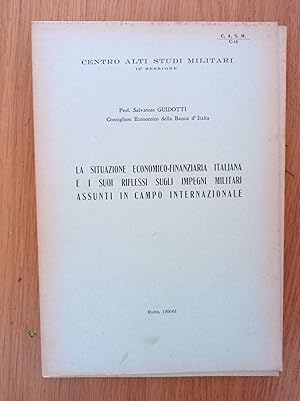 C. A. S. M.
C-18
CENTRO ALTI STUDI MILITARI
12ª SESSIONE
Prof. Salvatore GUIDOTTI
Consigliere Economico della Banca d'Italia
LA SITUAZIONE ECONOMICO-FINANZIARIA ITALIANA
E I SUOI RIFLESSI SUGLI IMPEGNI MILITARI
ASSUNTI IN CAMPO INTERNAZIONALE
Roma, 1960-61